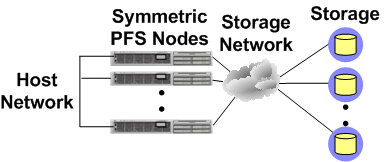 Symmetric
PFS Nodes
Storage
Network
Storage
Host
Network